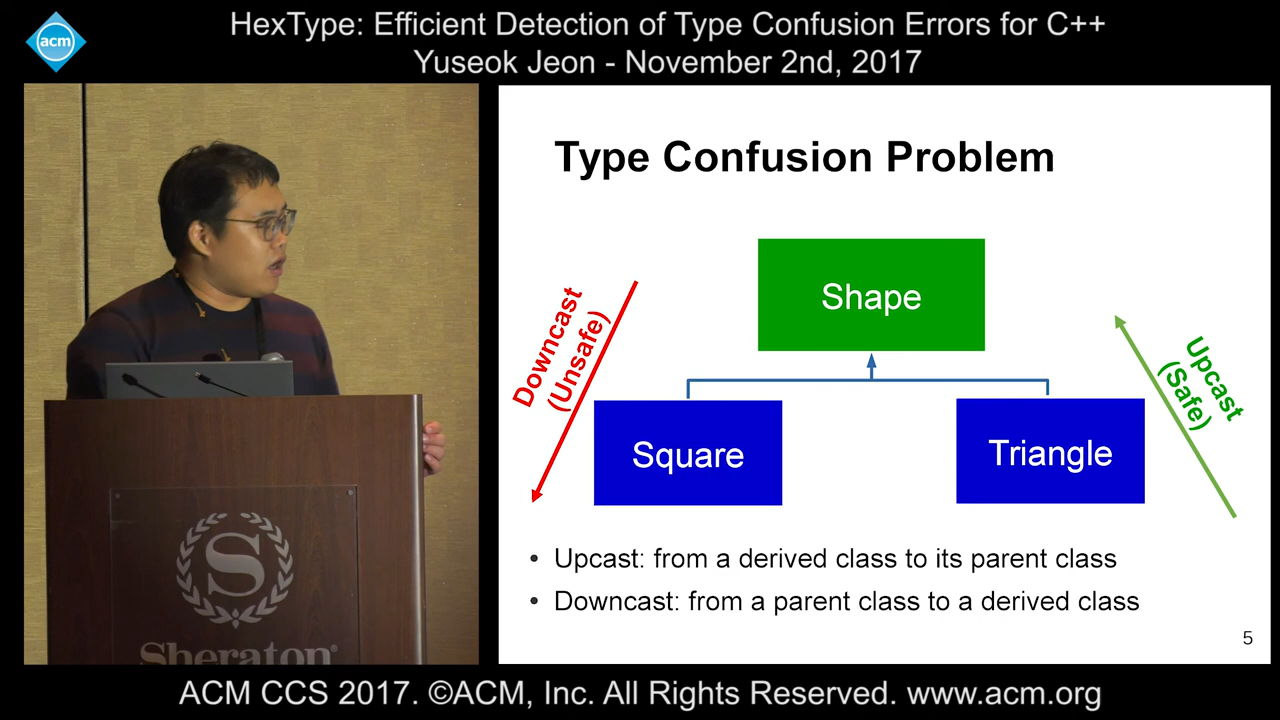 HexType: Efficient Detection of Type Confusion Errors for C++
Yuseok Jeon - November 2nd, 2017
acm
Type Confusion Problem
Shape
Downcast
(Unsafe)
Upcast
(Safe)
Square
Triangle
• Upcast: from a derived class to its parent class
• Downcast: from a parent class to a derived class
5
S
Sheraton®
ACM CCS 2017. ©ACM, Inc. All Rights Reserved. www.acm.org